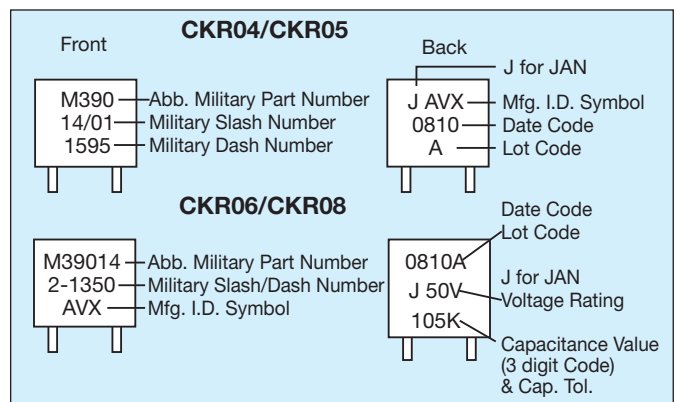 CKR04/CKR05
Front
M390
14/01
1595
Abb. Military Part Number
Military Slash Number
Military Dash Number
Back
J AVX
0810
A
J for JAN
Mfg. I.D. Symbol
Date Code
Lot Code
CKR06/CKR08
M39014
2-1350
AVX
Abb. Military Part Number
Military Slash/Dash Number
Mfg. I.D. Symbol
0810A
J 50V
105K
Date Code
Lot Code
J for JAN
Voltage Rating
Capacitance Value
(3 digit Code)
& Cap. Tol.